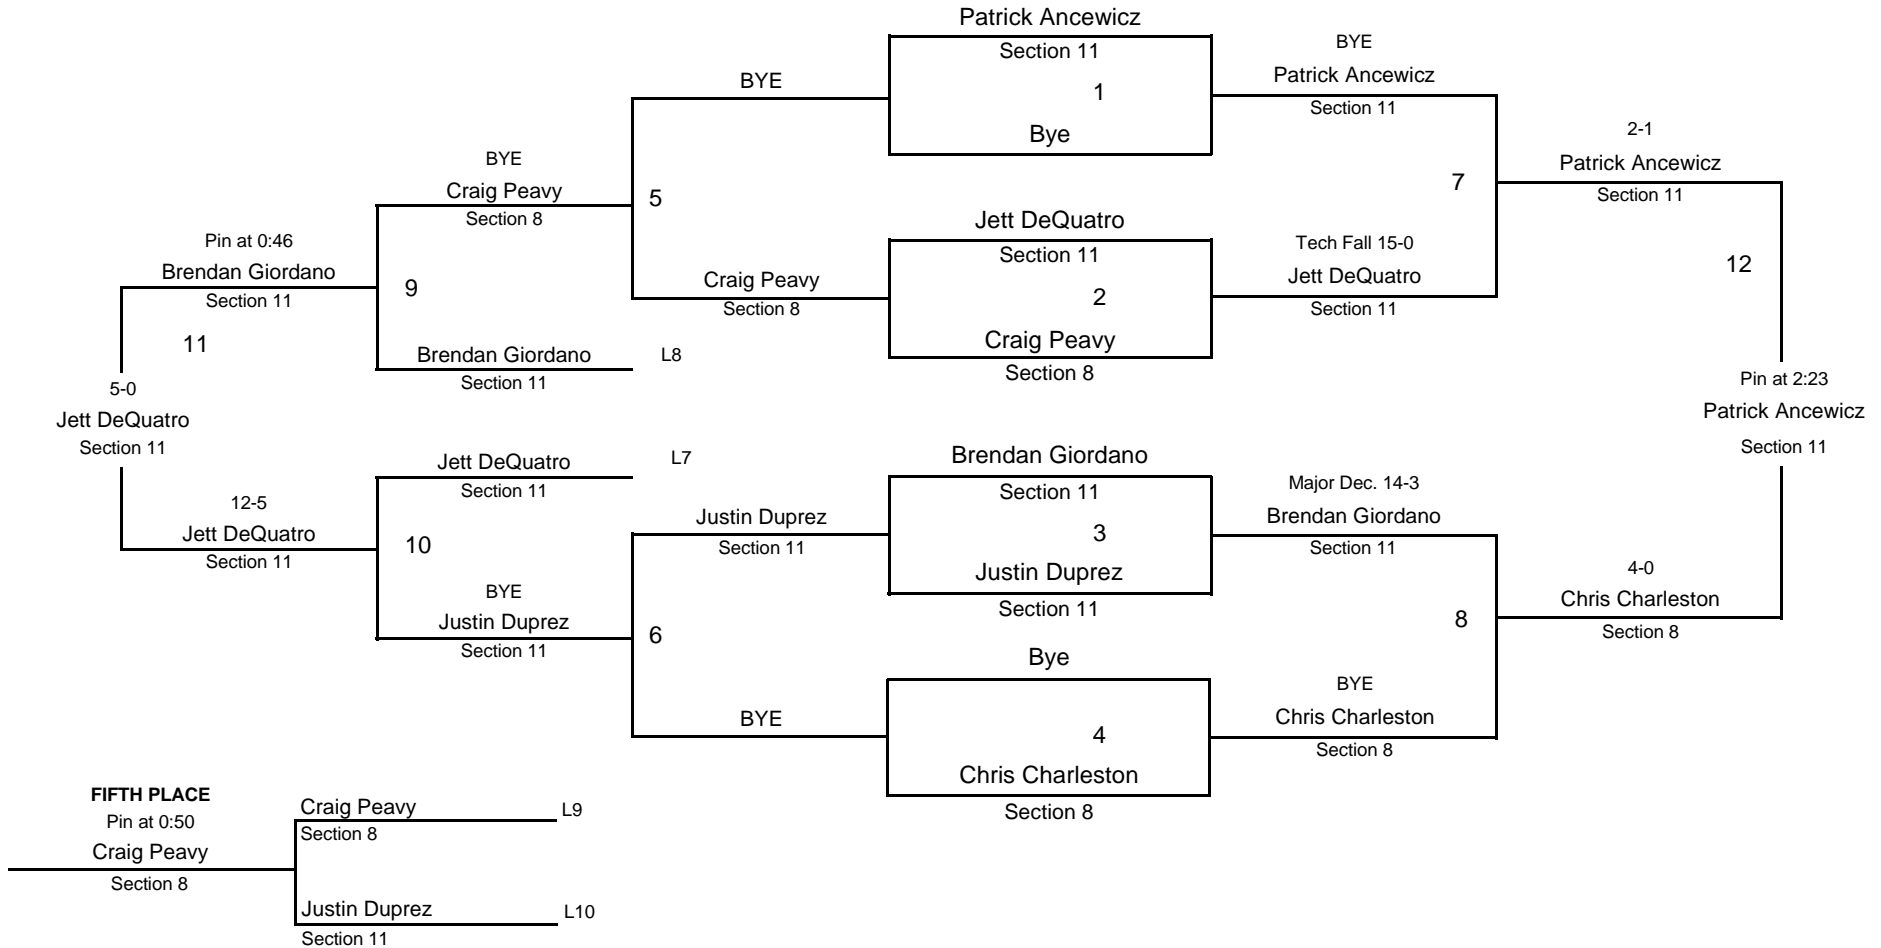 Patrick Ancewicz
Section 11
1
Bye
BYE
Patrick Ancewicz
Section 11
BYE
2-1
Patrick Ancewicz
Section 11
7
BYE
Craig Peavy
Section 8
5
Jett DeQuatro
Section 11
2
Craig Peavy
Section 8
Tech Fall 15-0
Jett DeQuatro
Section 11
12
Pin at 0:46
Brendan Giordano
Section 11
9
Craig Peavy
Section 8
11
Brendan Giordano
Section 11
L8
5-0
Jett DeQuatro
Section 11
Pin at 2:23
Patrick Ancewicz
Section 11
Jett DeQuatro
Section 11
L7
Brendan Giordano
Section 11
3
Justin Duprez
Section 11
Major Dec. 14-3
Brendan Giordano
Section 11
12-5
Jett DeQuatro
Section 11
10
Justin Duprez
Section 11
BYE
Justin Duprez
Section 11
6
8
4-0
Chris Charleston
Section 8
Bye
4
Chris Charleston
Section 8
BYE
BYE
Chris Charleston
Section 8
FIFTH PLACE
Pin at 0:50
Craig Peavy
Section 8
Craig Peavy
Section 8
L9
Justin Duprez
Section 11
L10